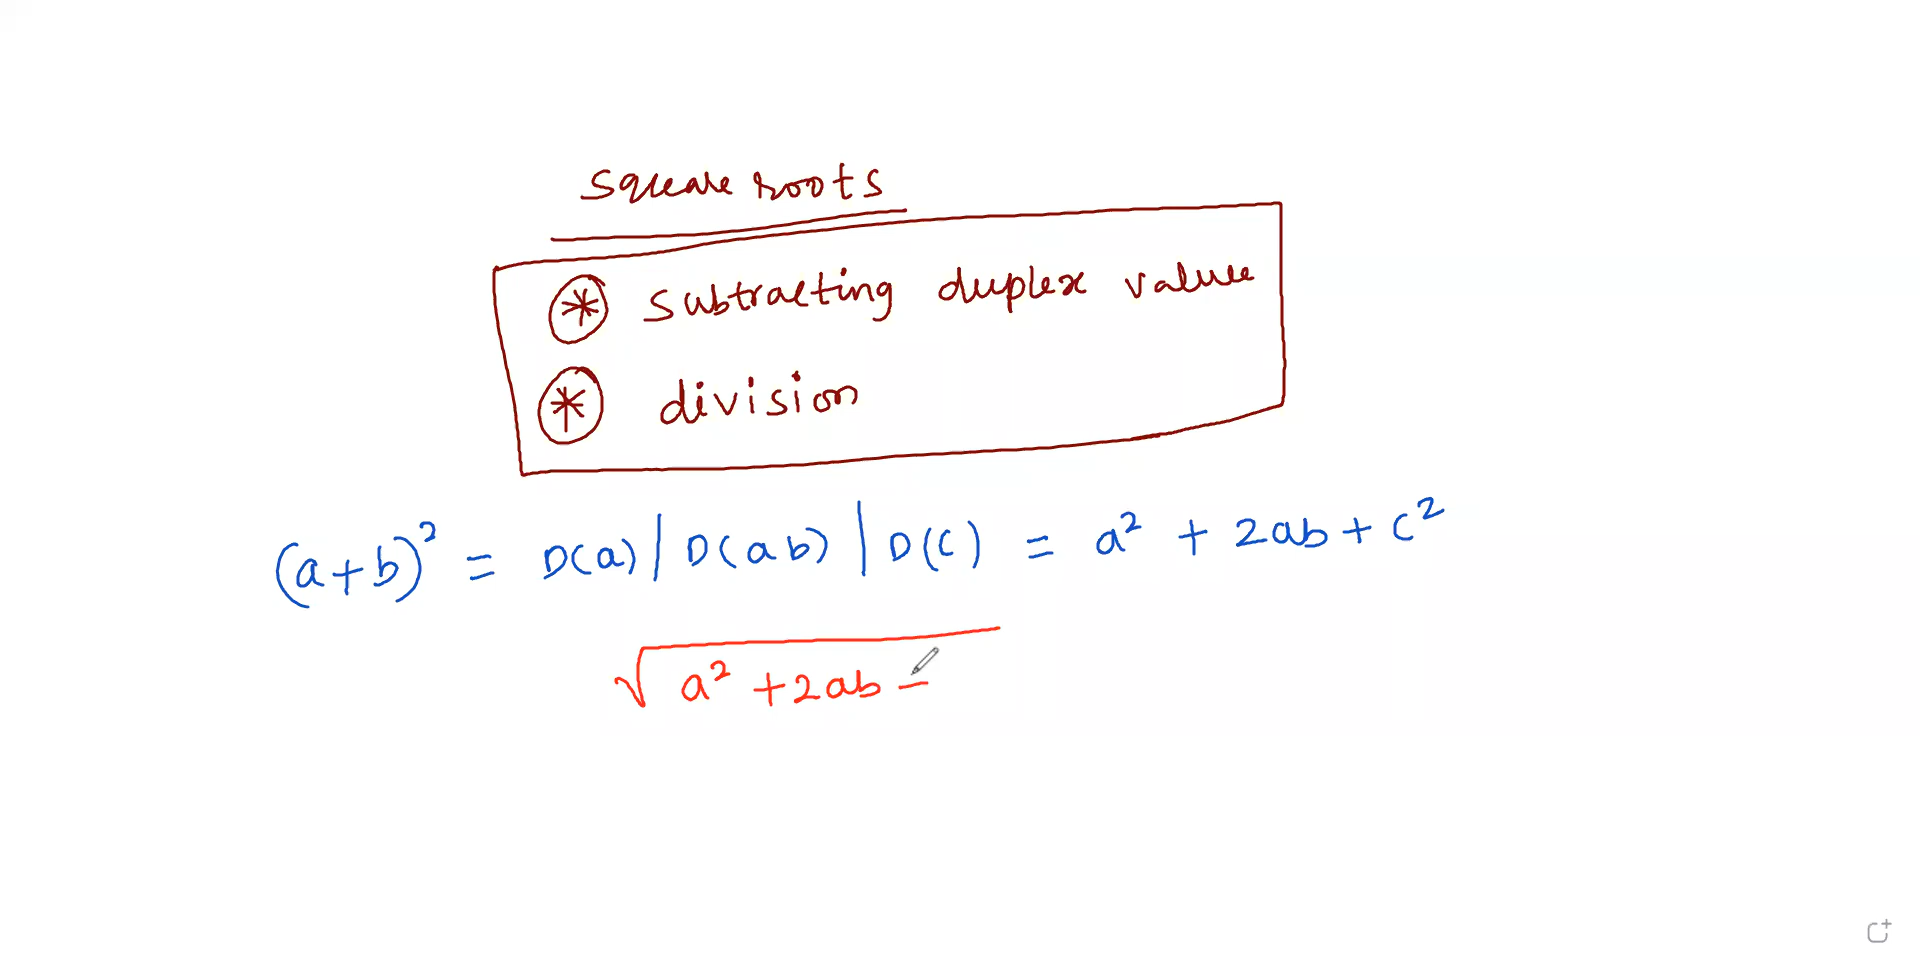 square roots
* subtracting duplex value
* division
(a+b)² = D(a) | D(ab) | D(c) = a² + 2ab + c²
√a² + 2ab –